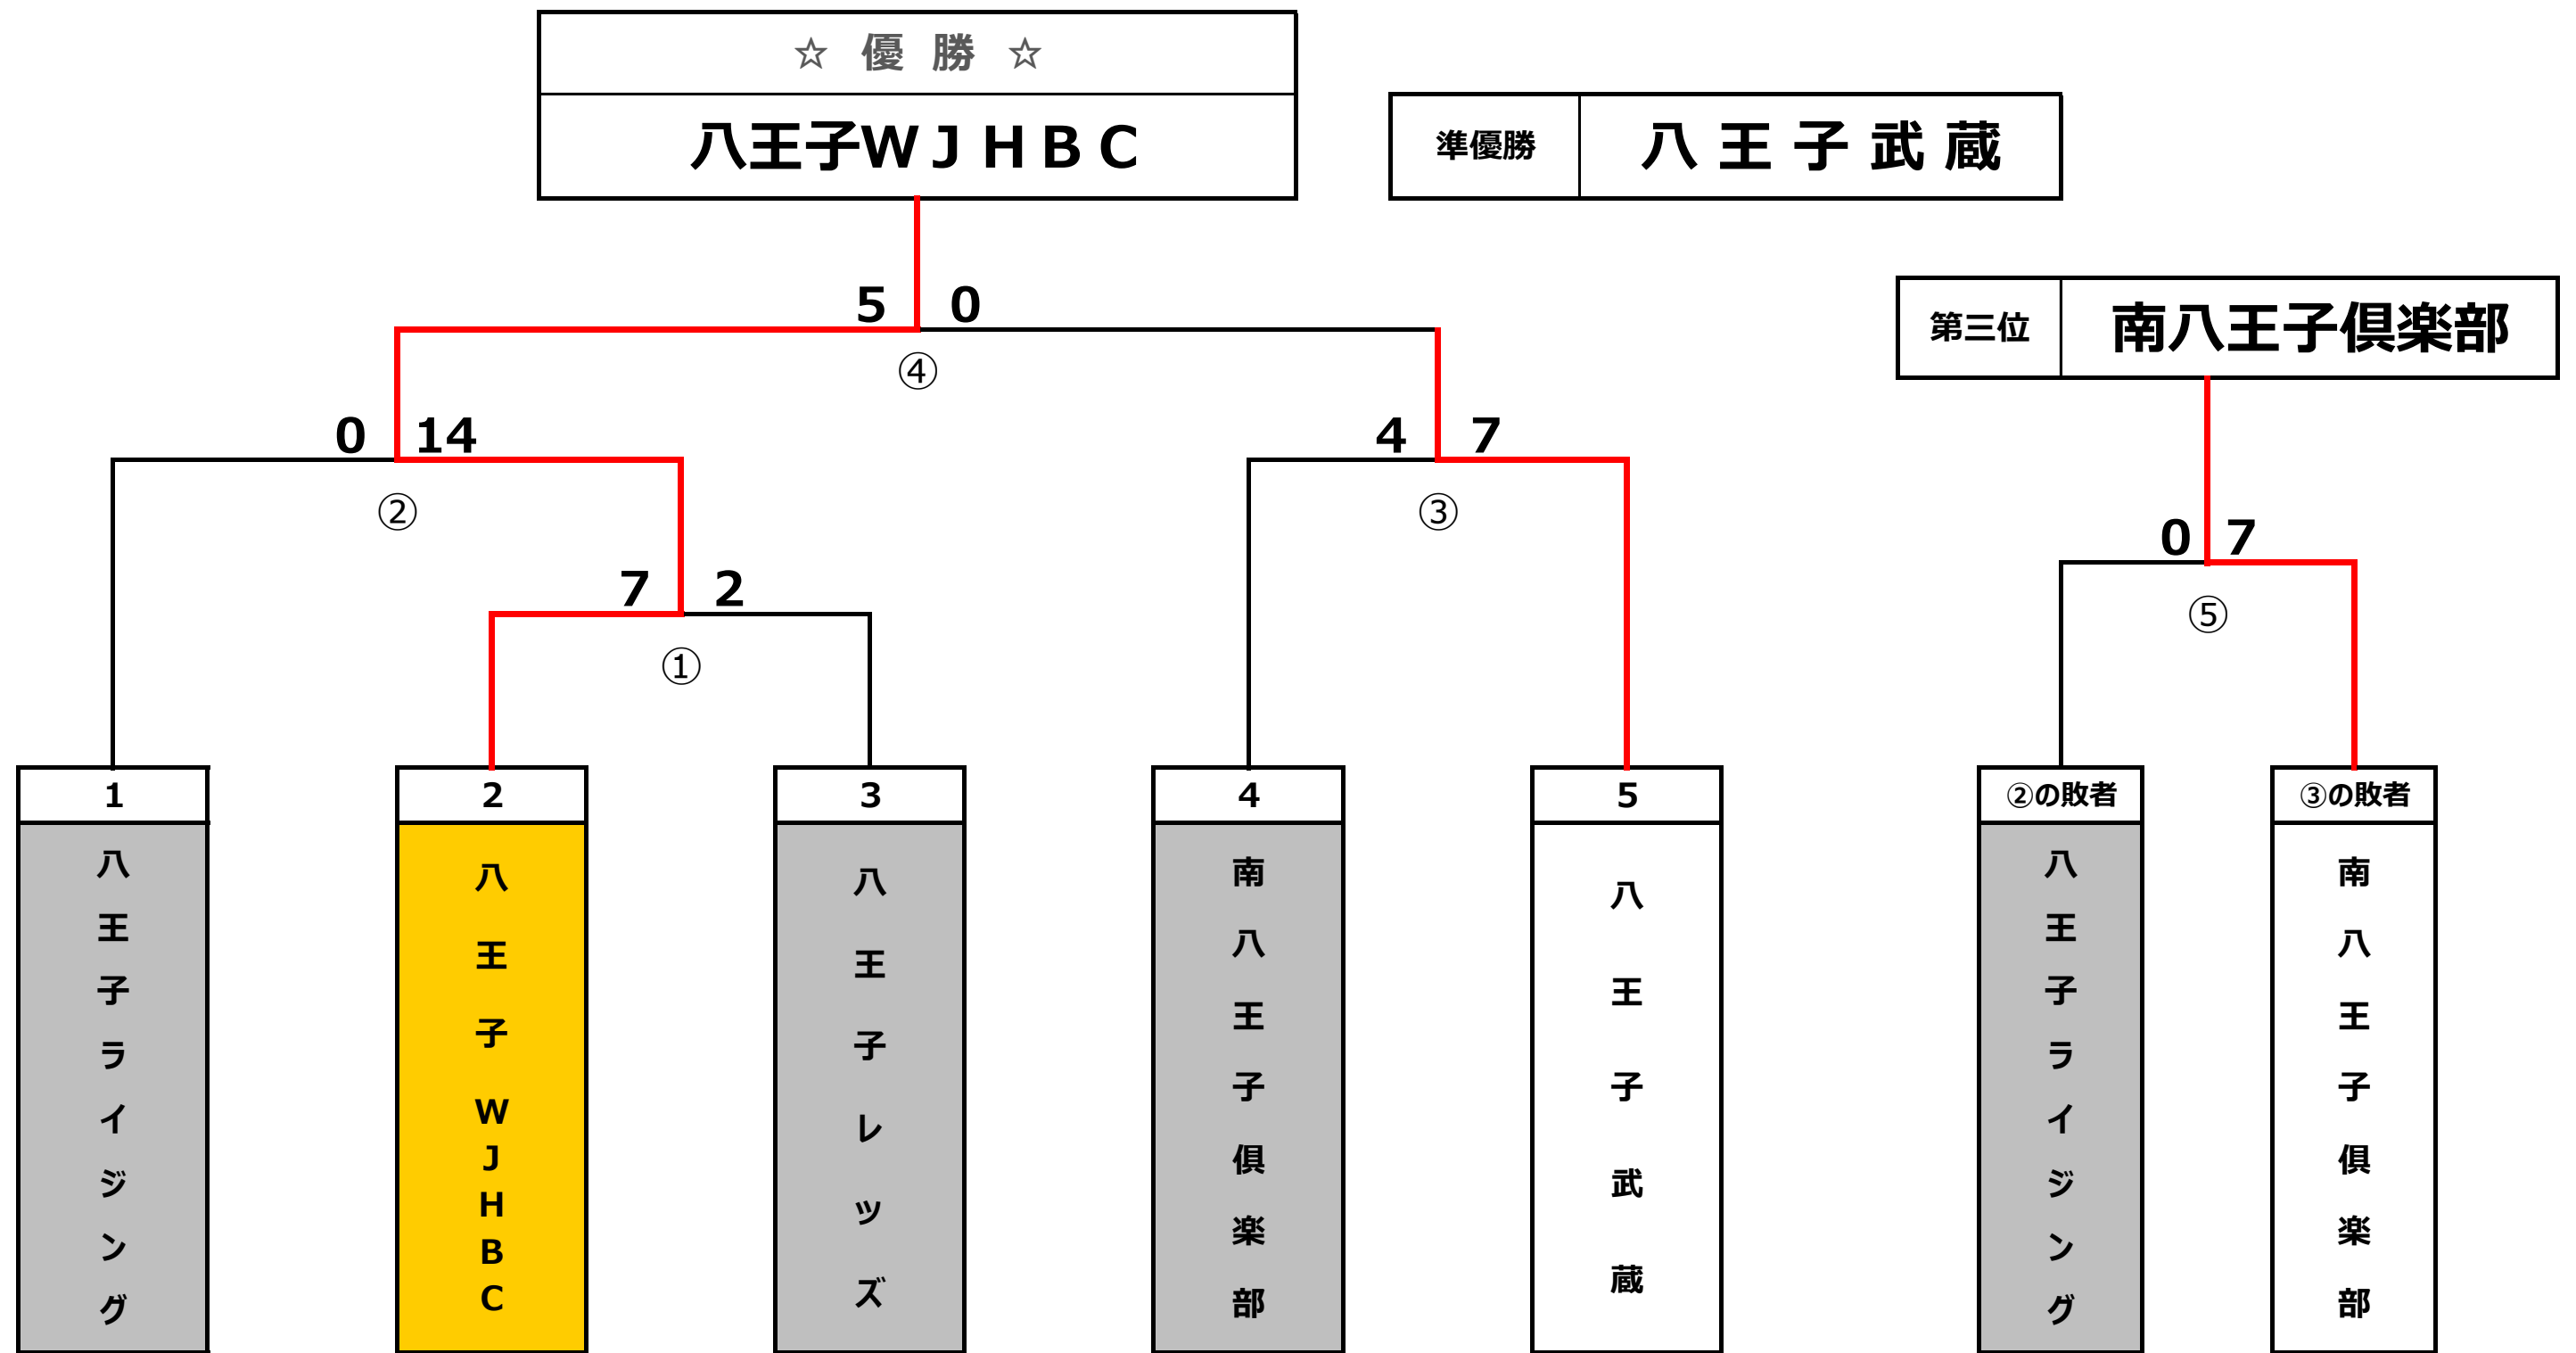 ☆ 優 勝 ☆
八王子WJHBC
準優勝
八王子武蔵
第三位
南八王子倶楽部
5 0
④
0 14
②
4 7
③
0 7
⑤
7 2
①
1
2
3
4
5
②の敗者
③の敗者
八王子ライジング
八王子WJHBC
八王子レッズ
南八王子倶楽部
八王子武蔵
八王子ライジング
南八王子倶楽部